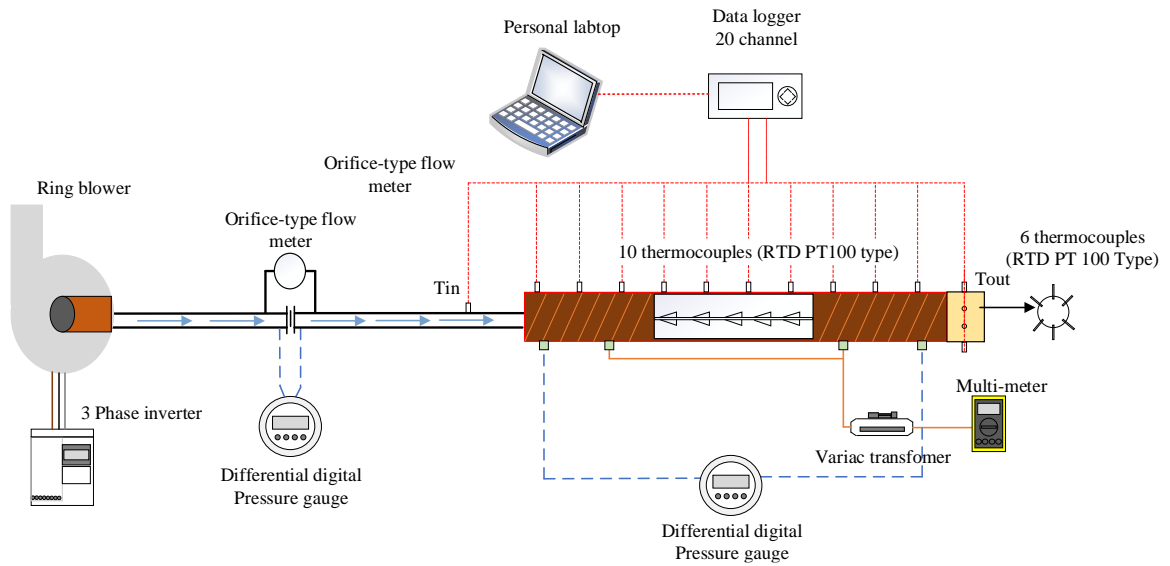 Personal labtop
Data logger
20 channel
Orifice-type flow
meter
Ring blower
Orifice-type flow
meter
10 thermocouples (RTD PT100 type)
6 thermocouples
(RTD PT 100 Type)
Tin
Tout
3 Phase inverter
Multi-meter
Variac transfomer
Differential digital
Pressure gauge
Differential digital
Pressure gauge